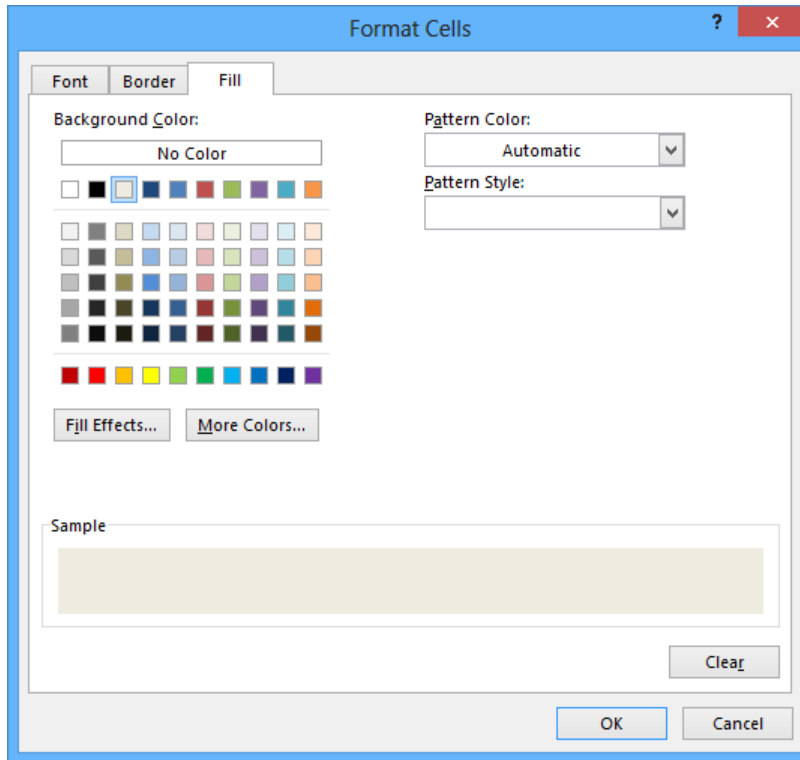 Format Cells
?
Font
Border
Fill
Background Color:
No Color
Pattern Color:
Automatic
Pattern Style:
Fill Effects...
More Colors...
Sample
Clear
OK
Cancel